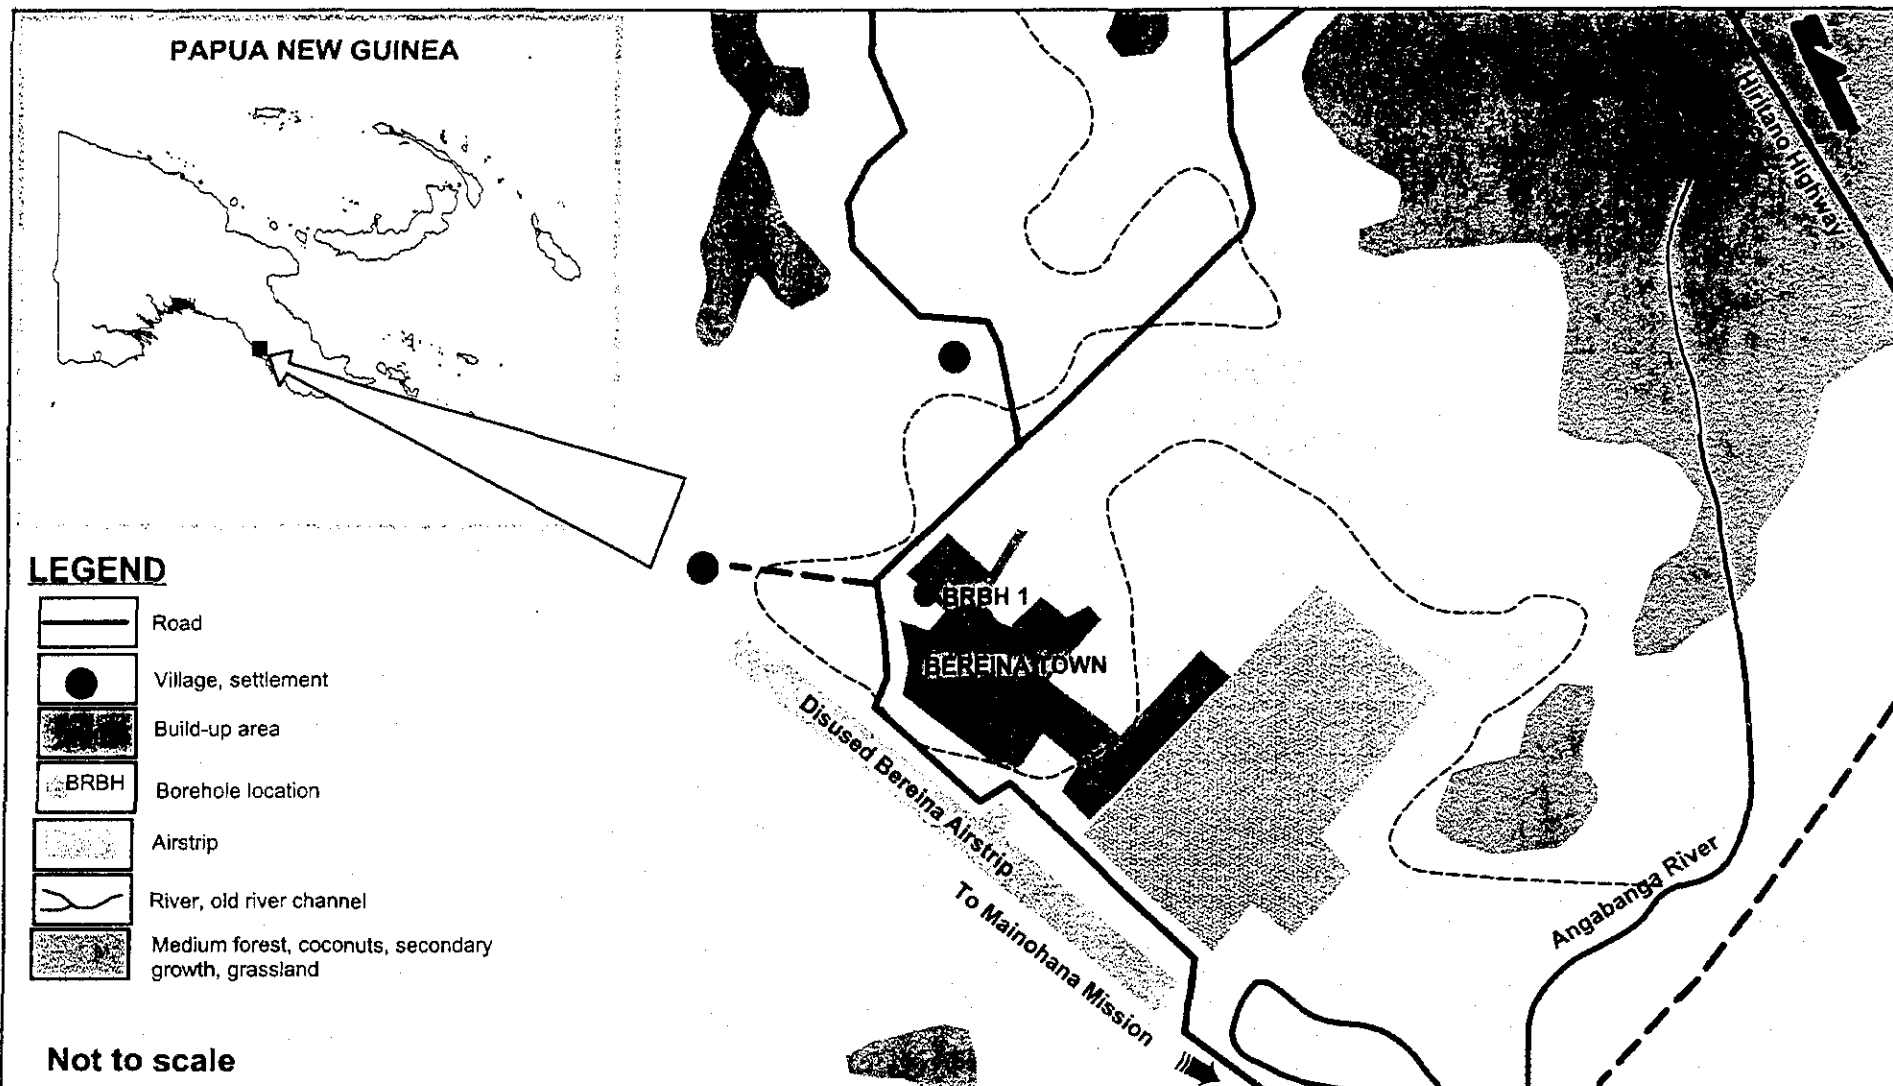 PAPUA NEW GUINEA
Hiritano Highway
BRBH 1
BEREINA TOWN
Disused Bereina Airstrip
To Mainohana Mission
Angabanga River
LEGEND
Road
Village, settlement
Build-up area
BRBH
Borehole location
Airstrip
River, old river channel
Medium forest, coconuts, secondary
growth, grassland
Not to scale